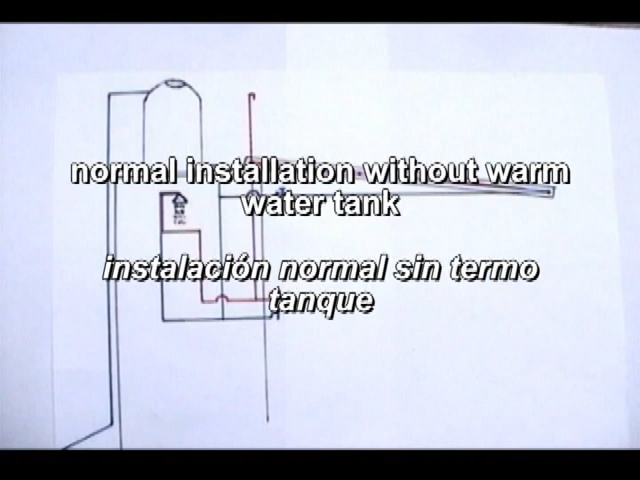 normal installation without warm
water tank
instalación normal sin termo
tanque